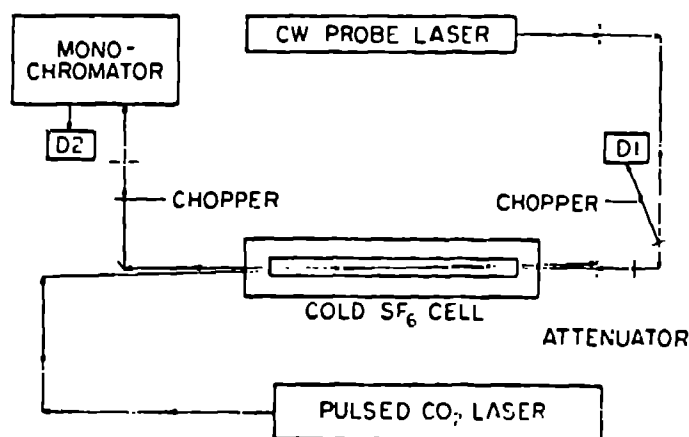 MONO-
CHROMATOR
CW PROBE LASER
D2
D1
CHOPPER
CHOPPER
COLD SF6 CELL
ATTENUATOR
PULSED CO2 LASER